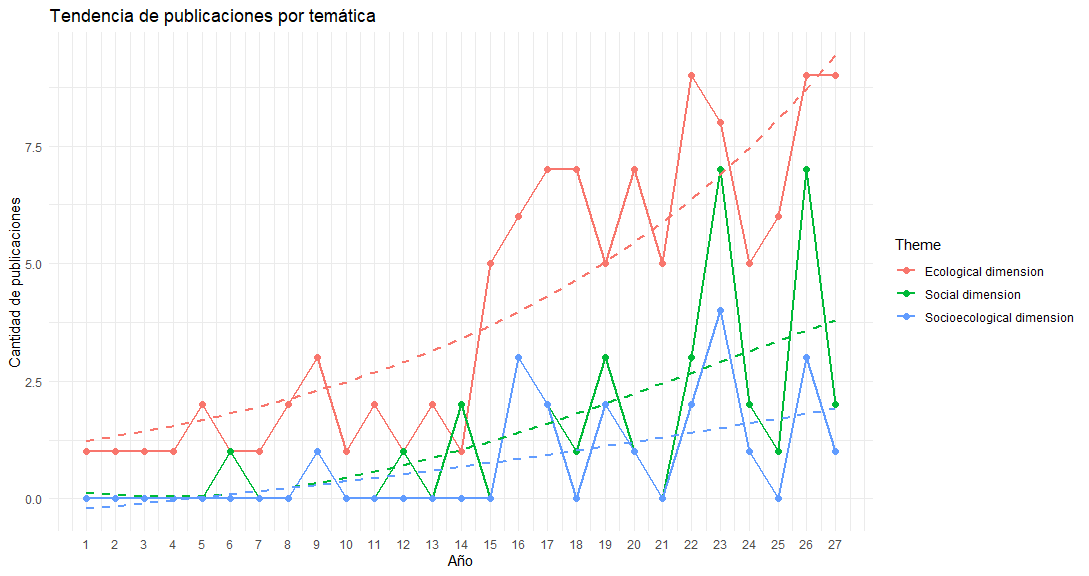 Tendencia de publicaciones por temática
Cantidad de publicaciones
7.5
5.0
2.5
0.0
1 2 3 4 5 6 7 8 9 10 11 12 13 14 15 16 17 18 19 20 21 22 23 24 25 26 27
Año
Theme
Ecological dimension
Social dimension
Socioecological dimension